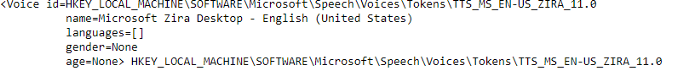 <Voice id=HKEY_LOCAL_MACHINE\SOFTWARE\Microsoft\Speech\Voices\Tokens\TTS_MS_EN-US_ZIRA_11.0
name=Microsoft Zira Desktop - English (United States)
languages=[]
gender=None
age=None> HKEY_LOCAL_MACHINE\SOFTWARE\Microsoft\Speech\Voices\Tokens\TTS_MS_EN-US_ZIRA_11.0